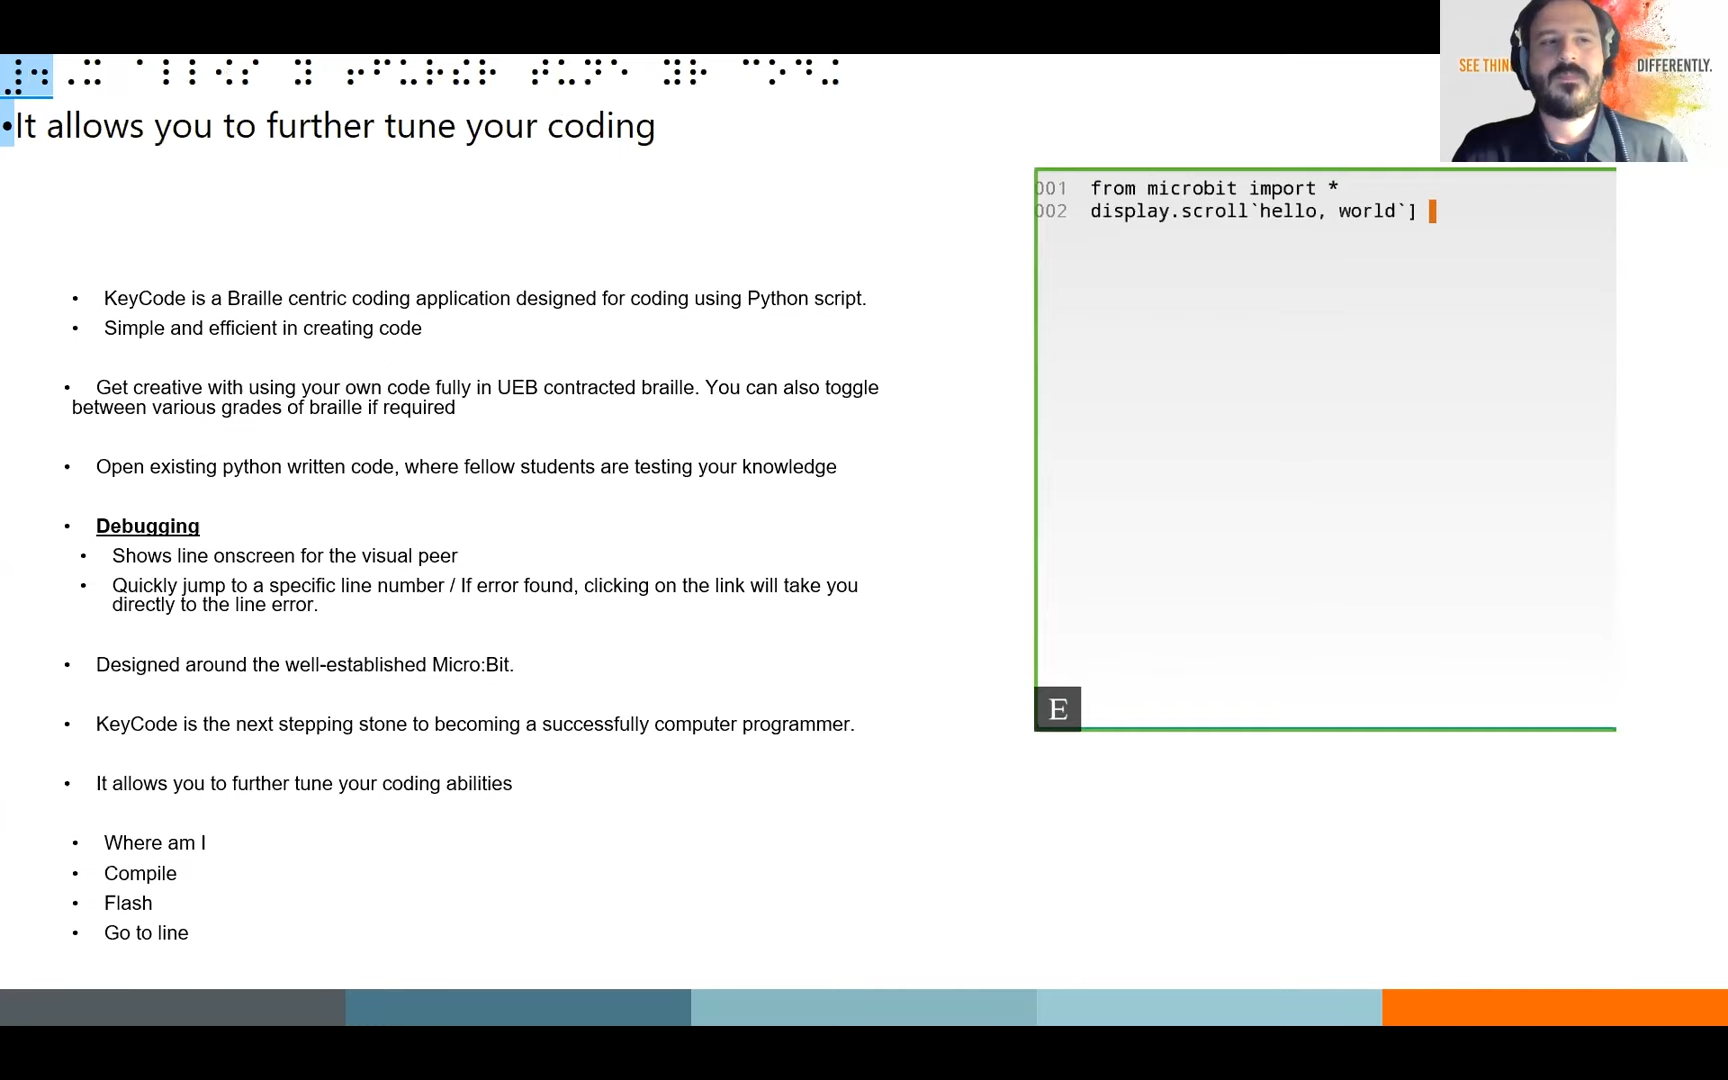 •It allows you to further tune your coding
SEE THIN DIFFERENTLY.
001 from microbit import *
002 display.scroll`hello, world`]
E
• KeyCode is a Braille centric coding application designed for coding using Python script.
• Simple and efficient in creating code
• Get creative with using your own code fully in UEB contracted braille. You can also toggle
between various grades of braille if required
• Open existing python written code, where fellow students are testing your knowledge
• Debugging
• Shows line onscreen for the visual peer
• Quickly jump to a specific line number / If error found, clicking on the link will take you
directly to the line error.
• Designed around the well-established Micro:Bit.
• KeyCode is the next stepping stone to becoming a successfully computer programmer.
• It allows you to further tune your coding abilities
• Where am I
• Compile
• Flash
• Go to line